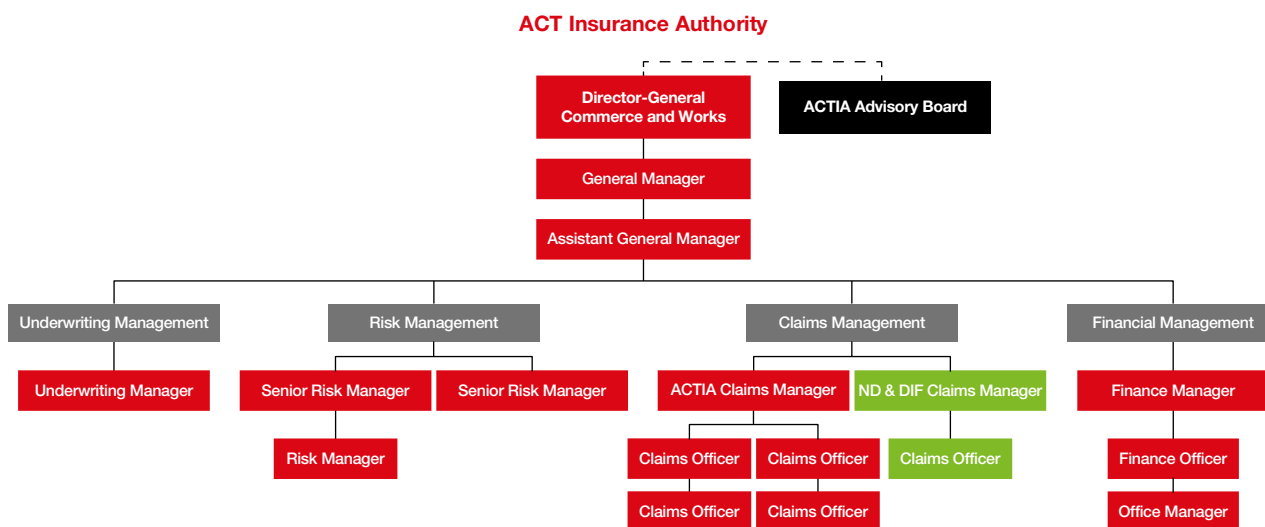 ACT Insurance Authority
Director-General
Commerce and Works
ACTIA Advisory Board
General Manager
Assistant General Manager
Underwriting Management
Risk Management
Claims Management
Financial Management
Underwriting Manager
Senior Risk Manager
Senior Risk Manager
ACTIA Claims Manager
ND & DIF Claims Manager
Finance Manager
Risk Manager
Claims Officer
Claims Officer
Claims Officer
Finance Officer
Claims Officer
Claims Officer
Office Manager